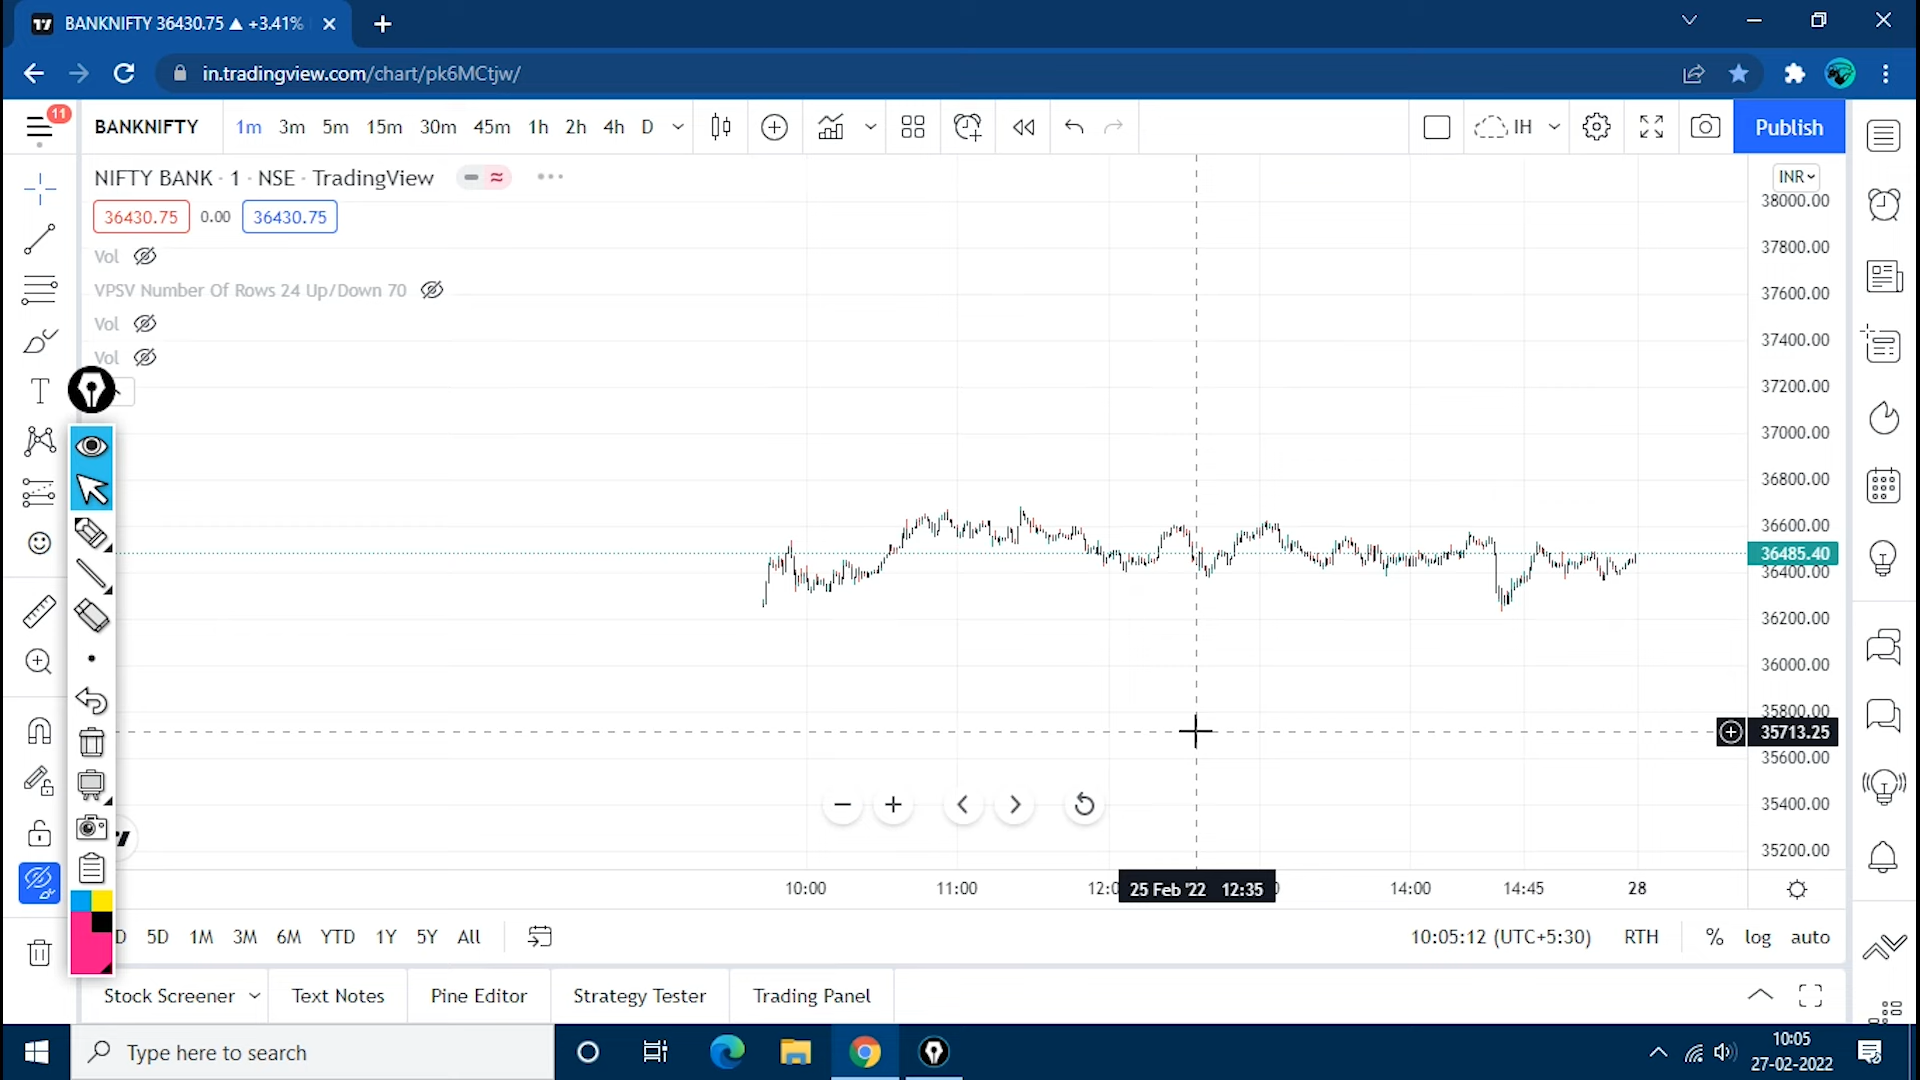 BANKNIFTY 36430.75 ▲ +3.41%
in.tradingview.com/chart/pk6MCtjw/
11
BANKNIFTY 1m 3m 5m 15m 30m 45m 1h 2h 4h D IH Publish
NIFTY BANK · 1 · NSE · TradingView
INR
36430.75 0.00 36430.75
Vol
VPSV Number Of Rows 24 Up/Down 70
Vol
Vol
38000.00
37800.00
37600.00
37400.00
37200.00
37000.00
36800.00
36600.00
36485.40
36400.00
36200.00
36000.00
35800.00
35713.25
35600.00
35400.00
35200.00
10:00 11:00 12:0 25 Feb '22 12:35 14:00 14:45 28
D 5D 1M 3M 6M YTD 1Y 5Y All 10:05:12 (UTC+5:30) RTH % log auto
Stock Screener Text Notes Pine Editor Strategy Tester Trading Panel
Type here to search
10:05
27-02-2022